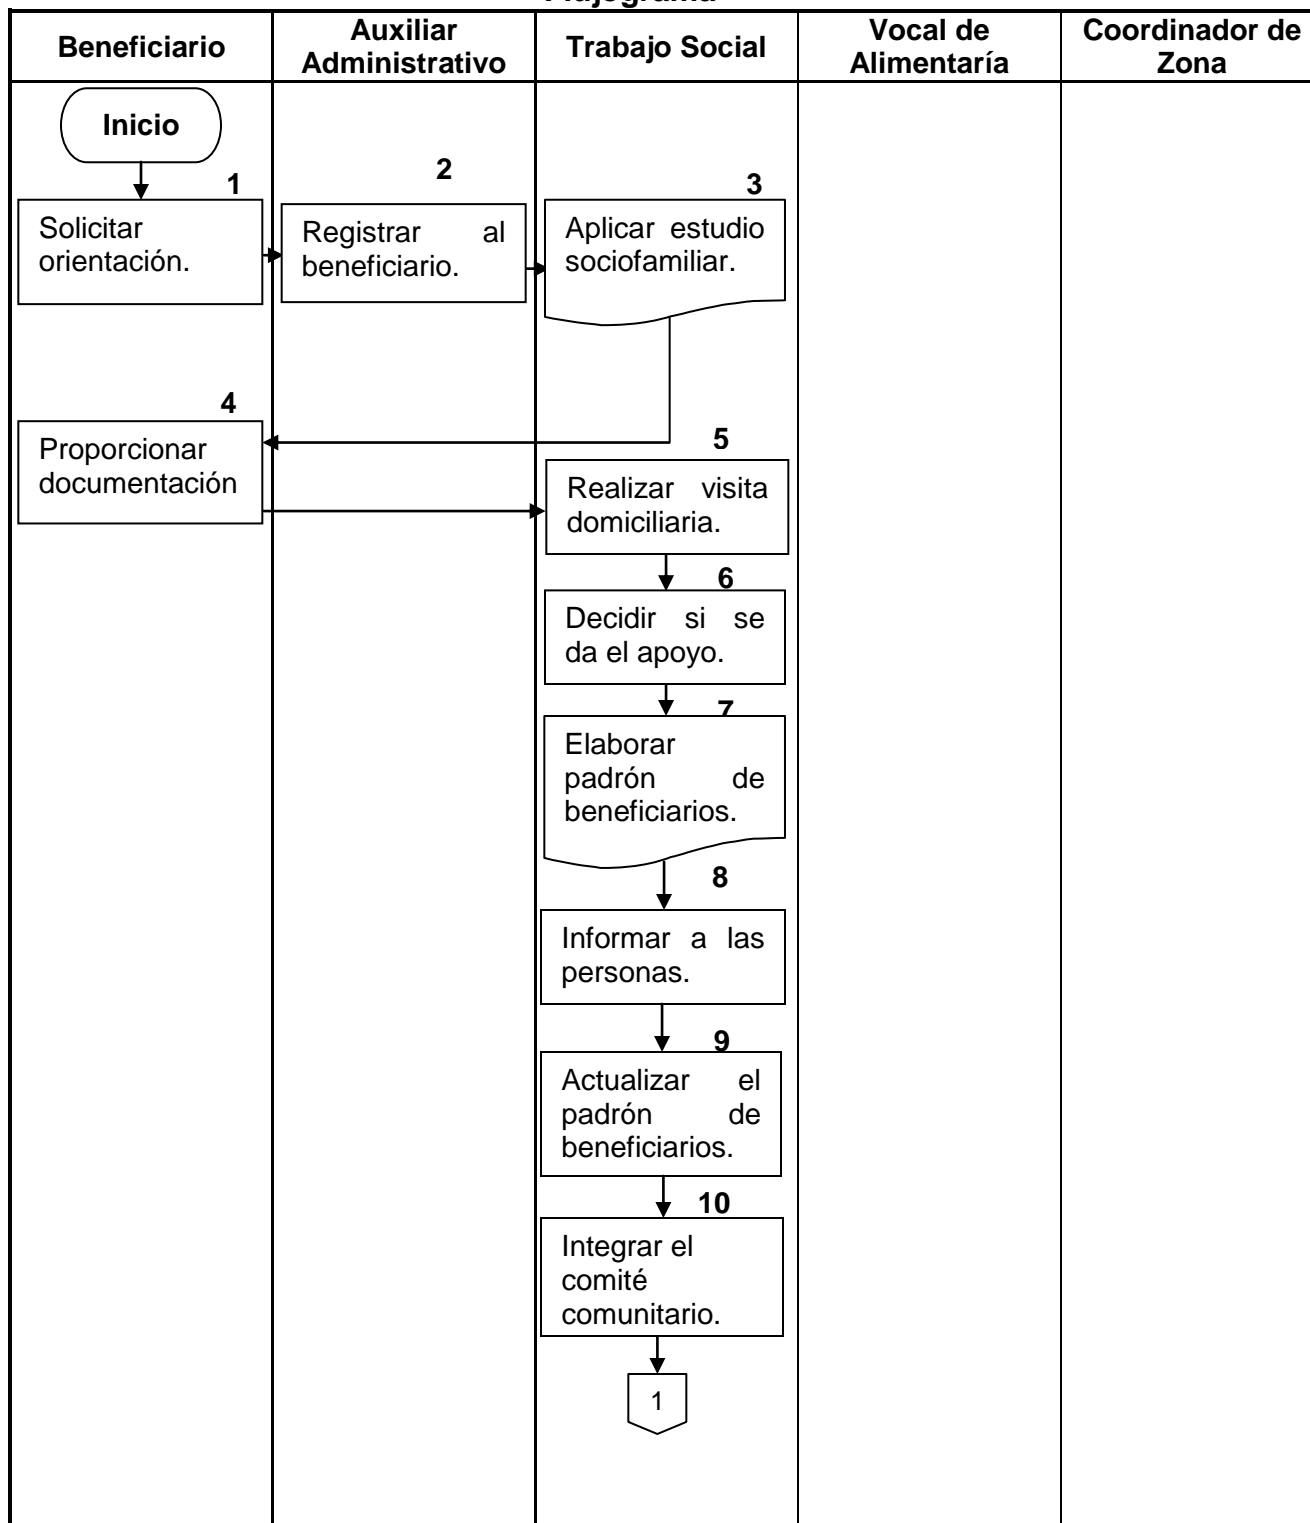 Flujograma
Beneficiario
Auxiliar
Administrativo
Trabajo Social
Vocal de
Alimentaría
Coordinador de
Zona
Inicio
1
Solicitar
orientación.
2
Registrar al
beneficiario.
3
Aplicar estudio
sociofamiliar.
4
Proporcionar
documentación
5
Realizar visita
domiciliaria.
6
Decidir si se
da el apoyo.
7
Elaborar
padrón de
beneficiarios.
8
Informar a las
personas.
9
Actualizar el
padrón de
beneficiarios.
10
Integrar el
comité
comunitario.
1